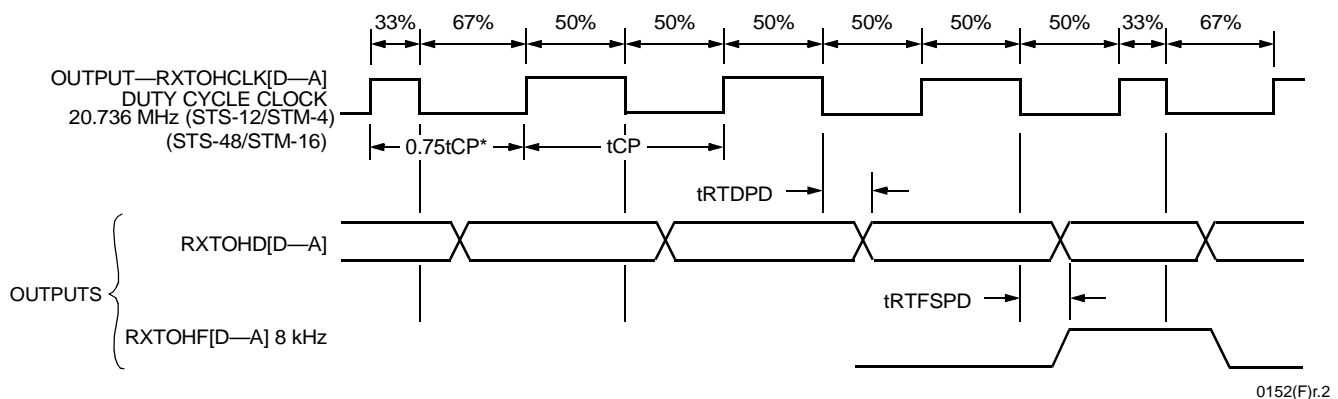 33% 67% 50% 50% 50% 50% 50% 50% 33% 67%
OUTPUT—RXTOHCLK[D—A]
DUTY CYCLE CLOCK
20.736 MHz (STS-12/STM-4)
(STS-48/STM-16)
0.75tCP* tCP
tRTDPD
RXTOHD[D—A]
OUTPUTS
tRTFSPD
RXTOHF[D—A] 8 kHz
0152(F)r.2